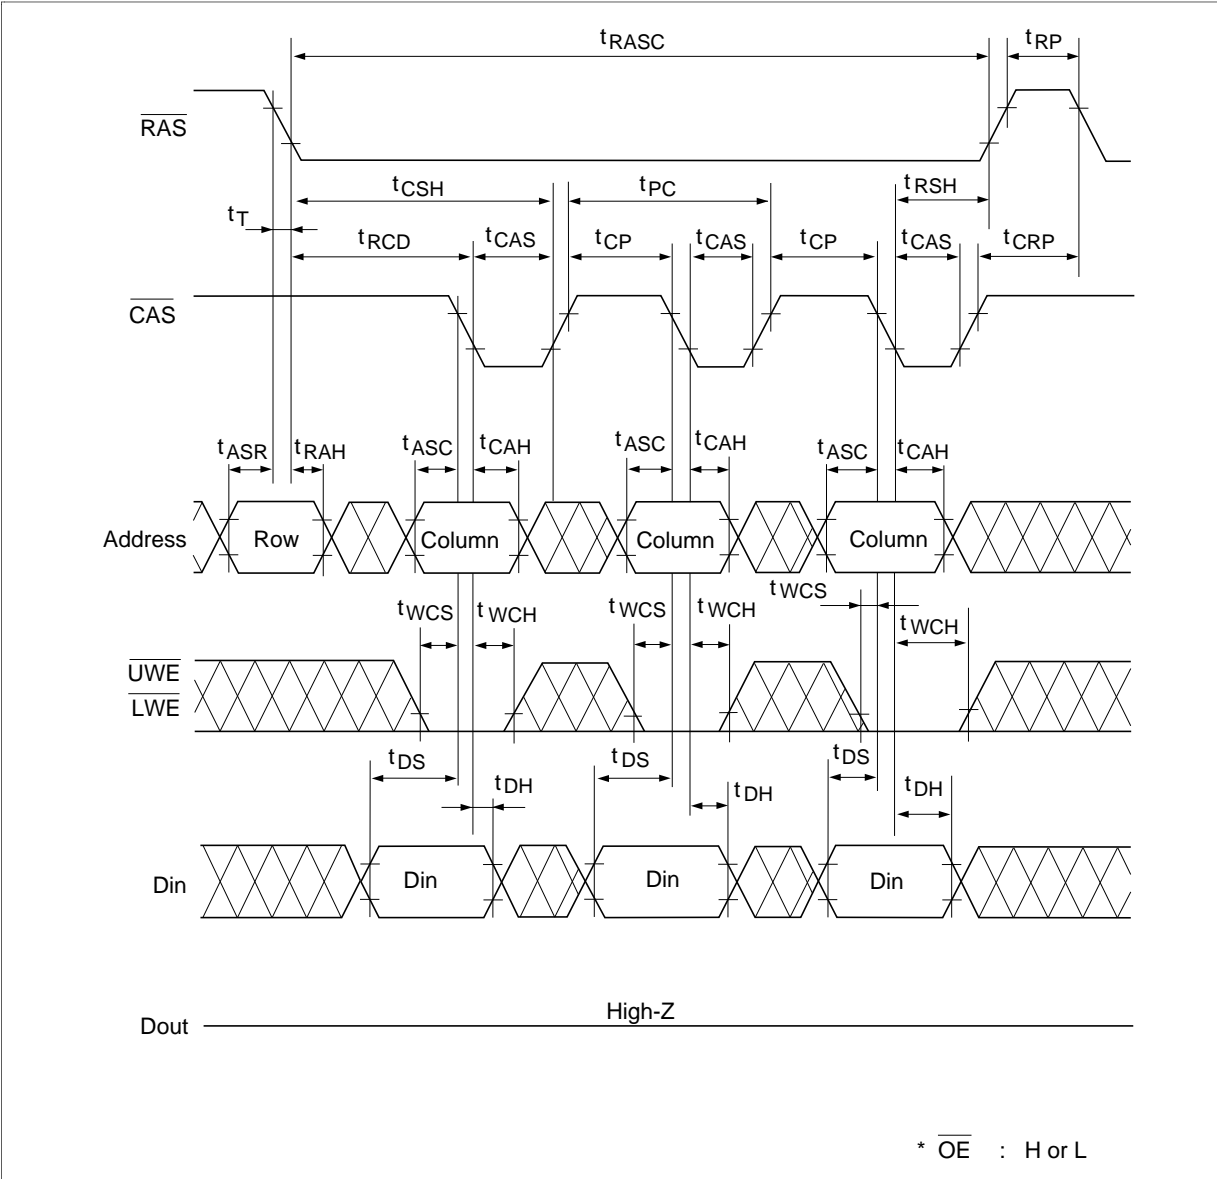 tRASC tRP
RAS
tCSH tPC tRSH
tT tRCD tCAS tCP tCAS tCP tCAS tCRP
CAS
tASR tRAH tASC tCAH tASC tCAH tASC tCAH
Address Row Column Column Column
tWCS tWCH tWCS tWCH tWCS tWCH
UWE
LWE
tDS tDH tDS tDH tDS tDH
Din Din Din Din
High-Z
Dout
* OE : H or L